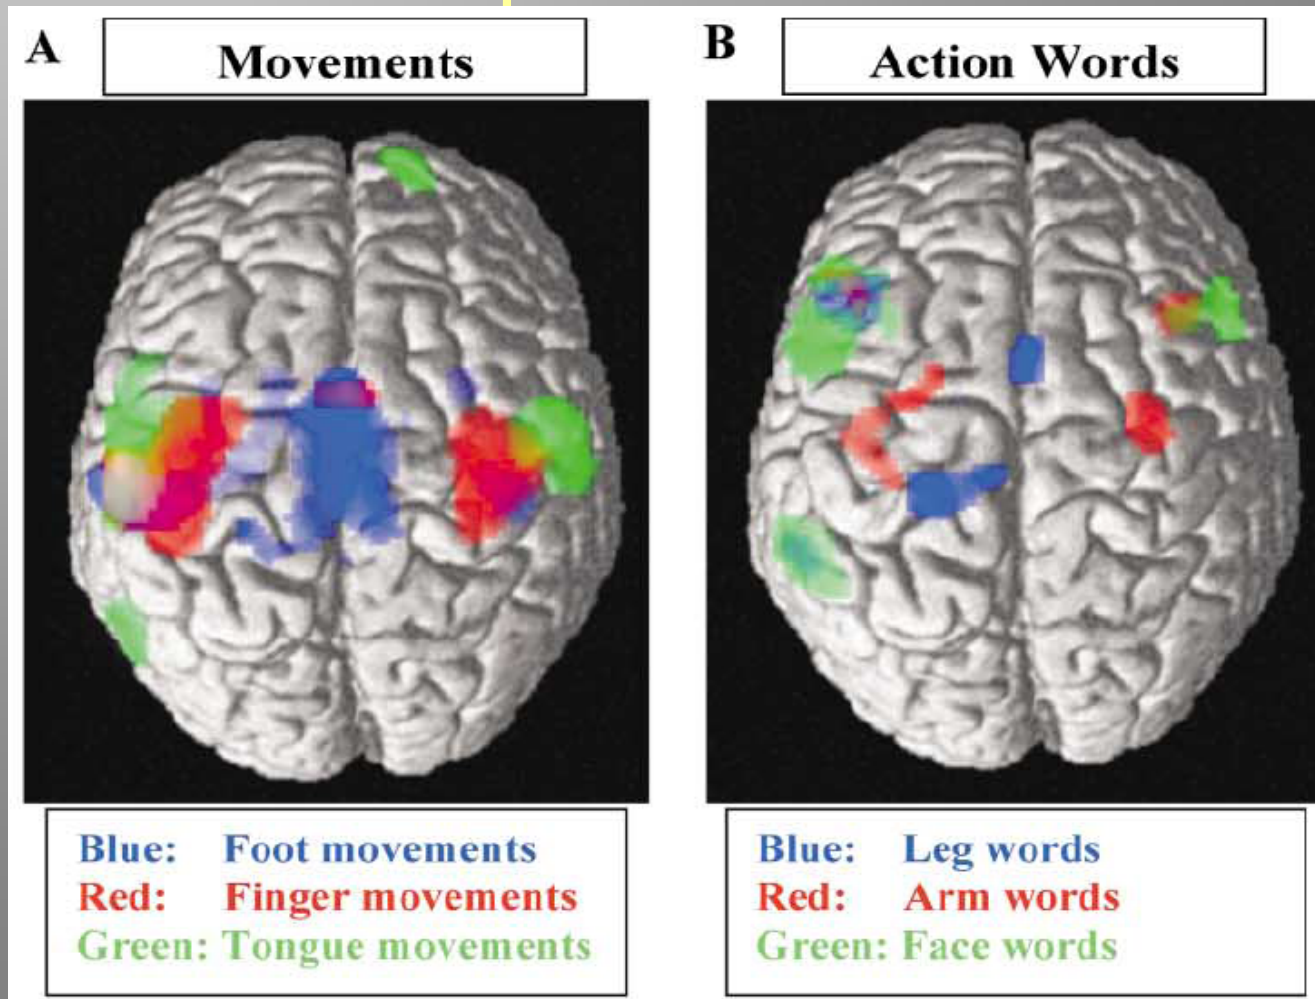 A
Movements
Blue: Foot movements
Red: Finger movements
Green: Tongue movements
B
Action Words
Blue: Leg words
Red: Arm words
Green: Face words